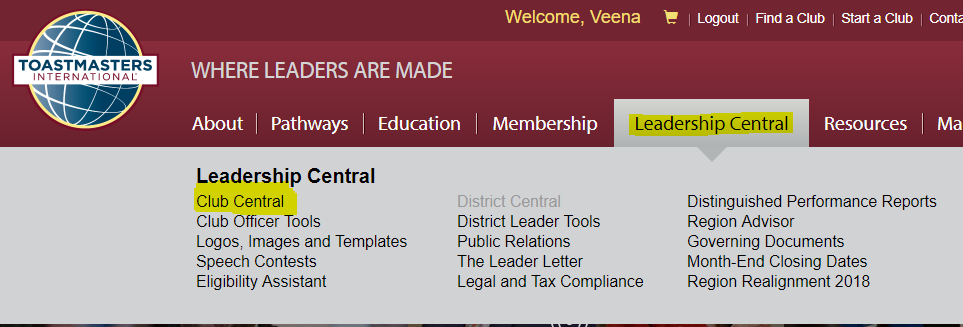 Welcome, Veena Logout Find a Club Start a Club Conta
TOASTMASTERS
INTERNATIONAL
WHERE LEADERS ARE MADE
About Pathways Education Membership Leadership Central Resources Ma
Leadership Central
Club Central
Club Officer Tools
Logos, Images and Templates
Speech Contests
Eligibility Assistant
District Central
District Leader Tools
Public Relations
The Leader Letter
Legal and Tax Compliance
Distinguished Performance Reports
Region Advisor
Governing Documents
Month-End Closing Dates
Region Realignment 2018